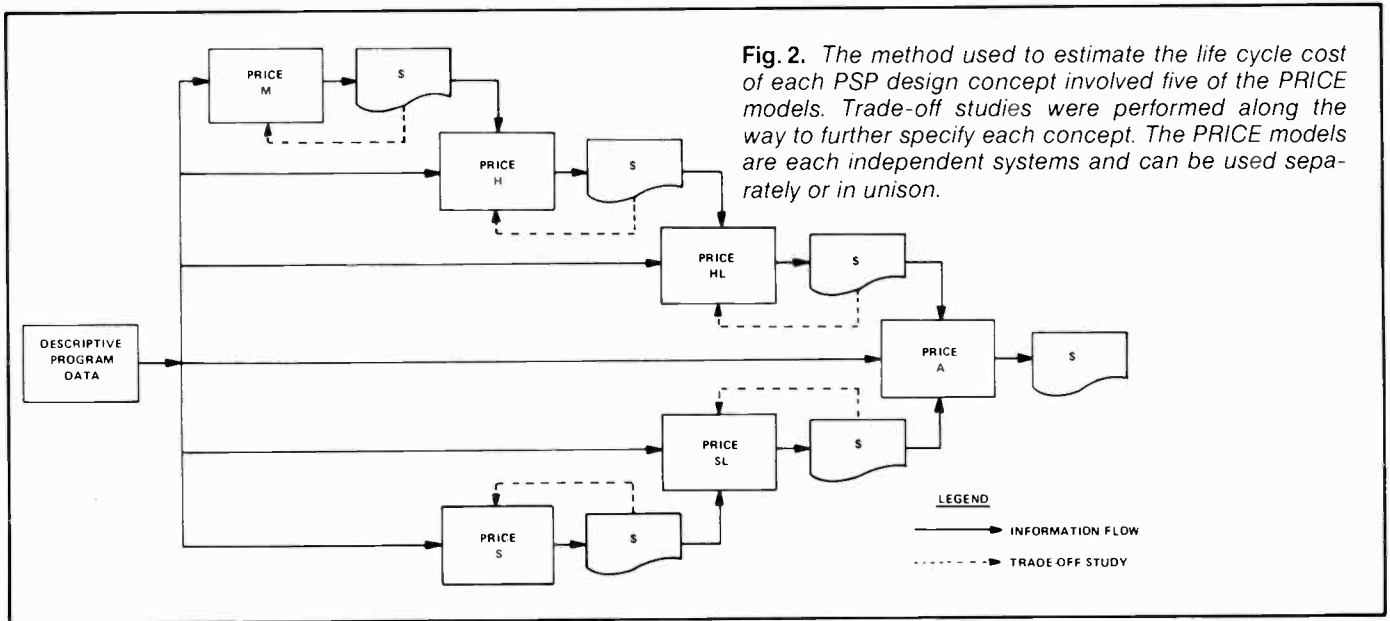 Fig. 2. The method used to estimate the life cycle cost
of each PSP design concept involved five of the PRICE
models. Trade-off studies were performed along the
way to further specify each concept. The PRICE models
are each independent systems and can be used sepa-
rately or in unison.
PRICE
M
$
PRICE
H
$
PRICE
HL
$
DESCRIPTIVE
PROGRAM
DATA
PRICE
A
$
PRICE
SL
$
PRICE
S
$
LEGEND
INFORMATION FLOW
TRADE-OFF STUDY